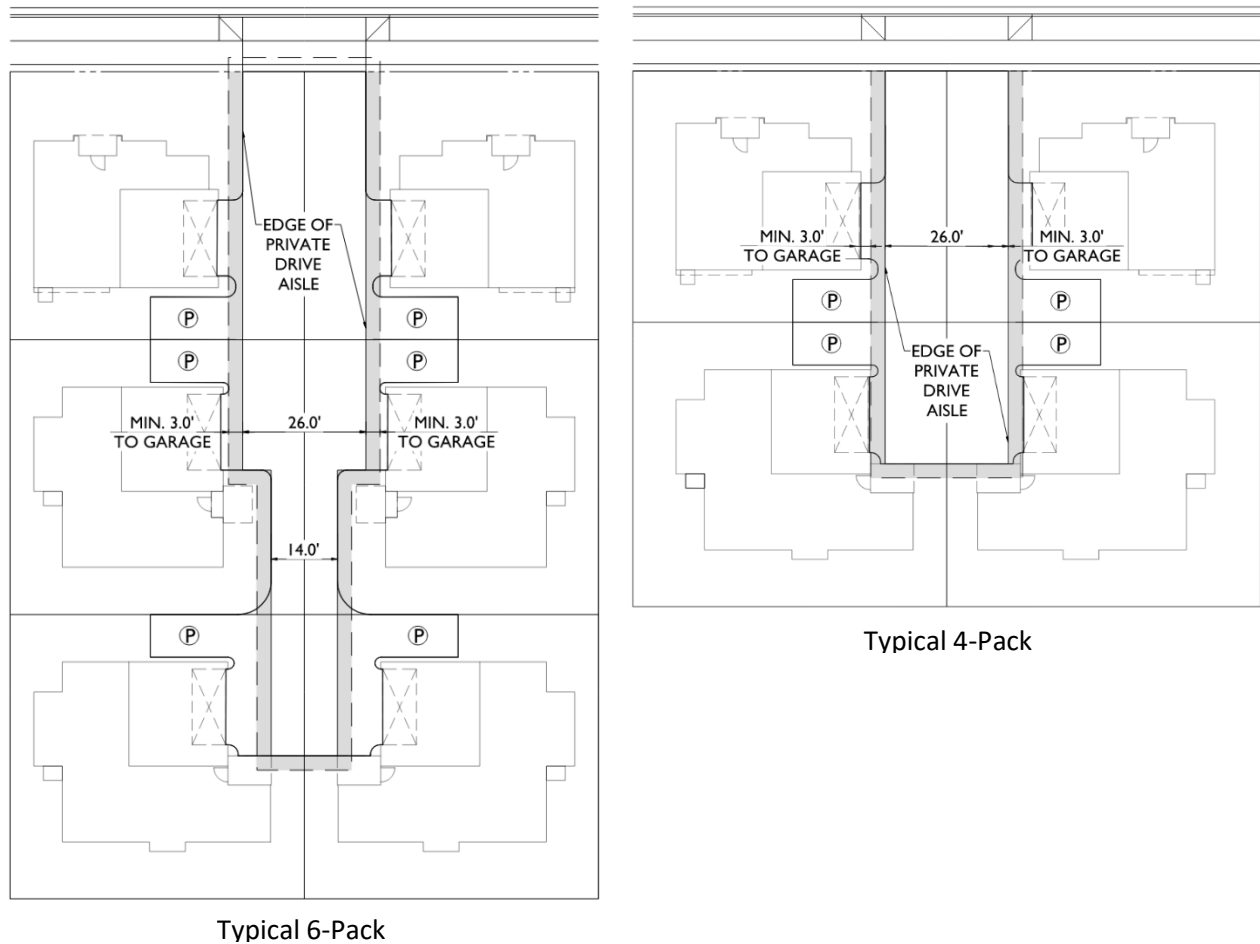 EDGE OF
PRIVATE
DRIVE
AISLE
P
P
P
P
MIN. 3.0'
TO GARAGE
26.0'
MIN. 3.0'
TO GARAGE
14.0'
P
P
Typical 6-Pack
MIN. 3.0'
TO GARAGE
26.0'
MIN. 3.0'
TO GARAGE
P
P
P
P
EDGE OF
PRIVATE
DRIVE
AISLE
Typical 4-Pack